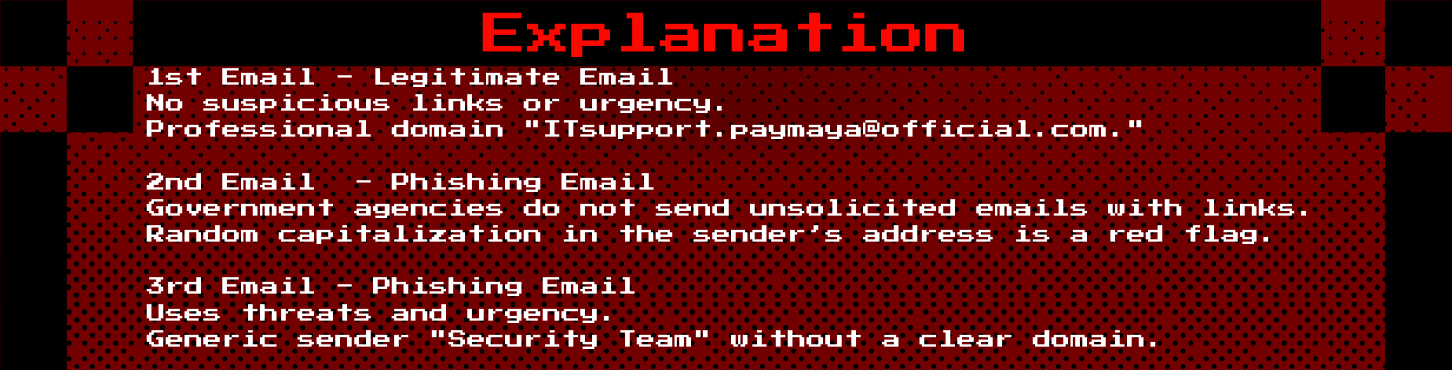 Explanation
1st Email - Legitimate Email
No suspicious links or urgency.
Professional domain "ITsupport.paymaya@official.com."
2nd Email - Phishing Email
Government agencies do not send unsolicited emails with links.
Random capitalization in the sender's address is a red flag.
3rd Email - Phishing Email
Uses threats and urgency.
Generic sender "Security Team" without a clear domain.